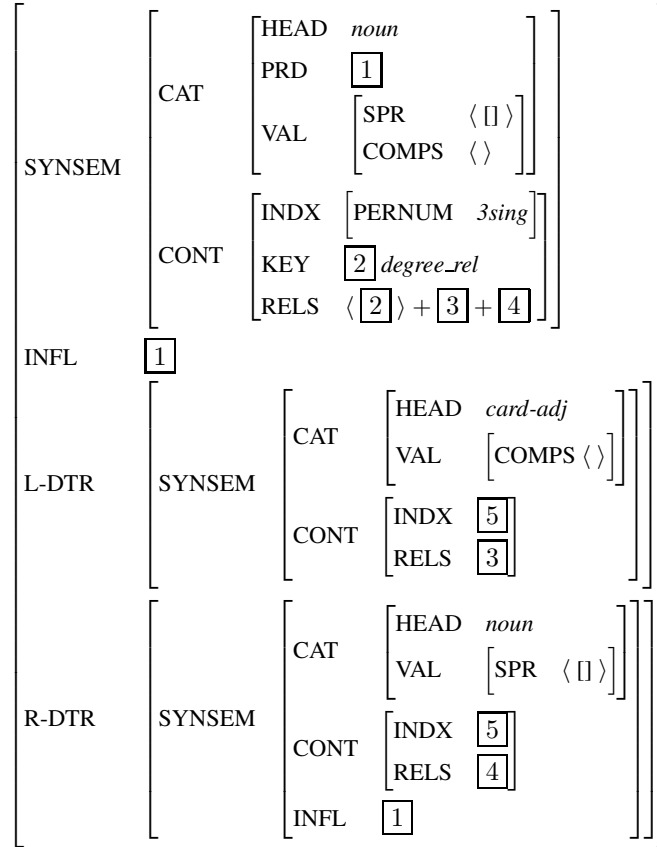 HEAD noun
PRD 1
CAT
VAL SPR ⟨ [] ⟩
COMPS ⟨ ⟩
SYNSEM
INDX [PERNUM 3sing]
CONT KEY 2 degree_rel
RELS ⟨ 2 ⟩ + 3 + 4
INFL 1
HEAD card-adj
CAT
VAL [COMPS ⟨ ⟩]
L-DTR SYNSEM
INDX 5
CONT
RELS 3
HEAD noun
CAT
VAL [SPR ⟨ [] ⟩]
R-DTR SYNSEM
INDX 5
CONT
RELS 4
INFL 1